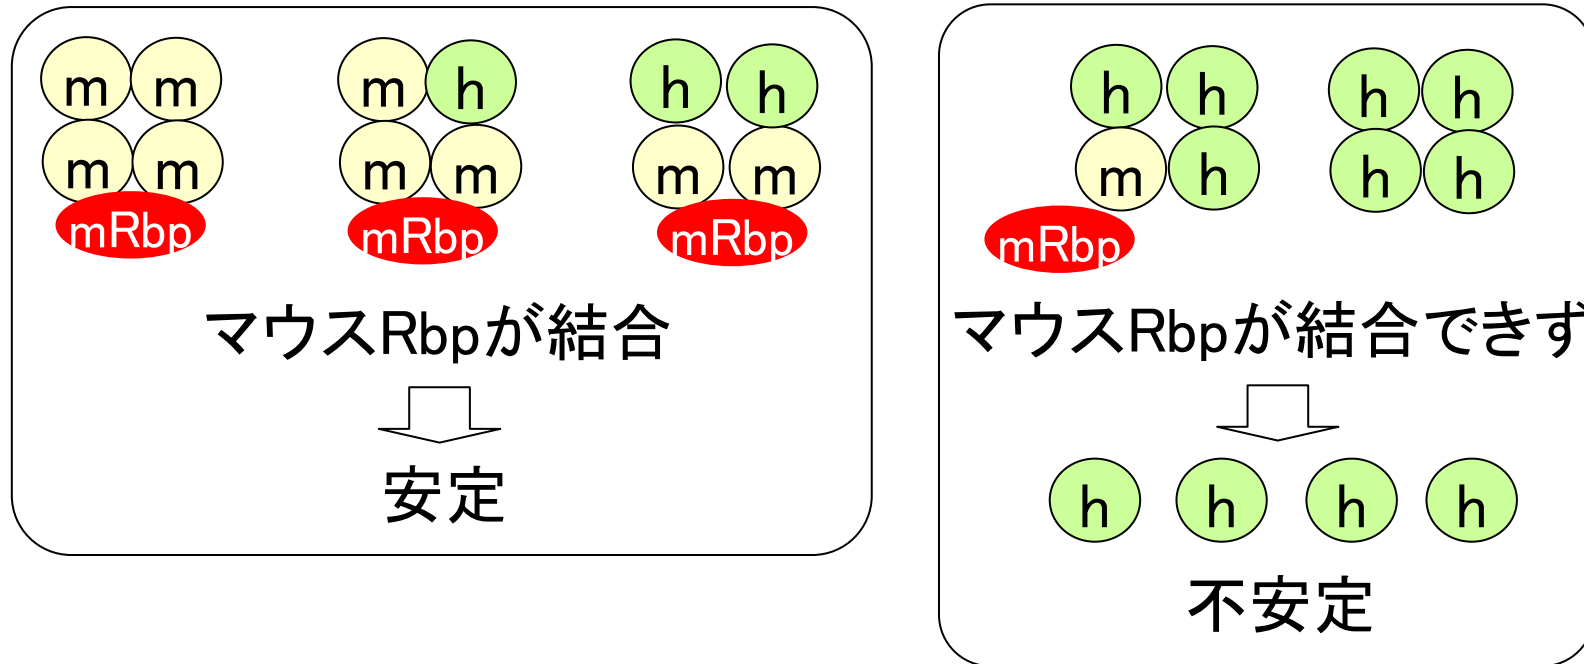 m m m h h h
m m m m m m
mRbp mRbp mRbp
マウスRbpが結合
安定
h h h h
m h h h
mRbp
マウスRbpが結合できず
h h h h
不安定